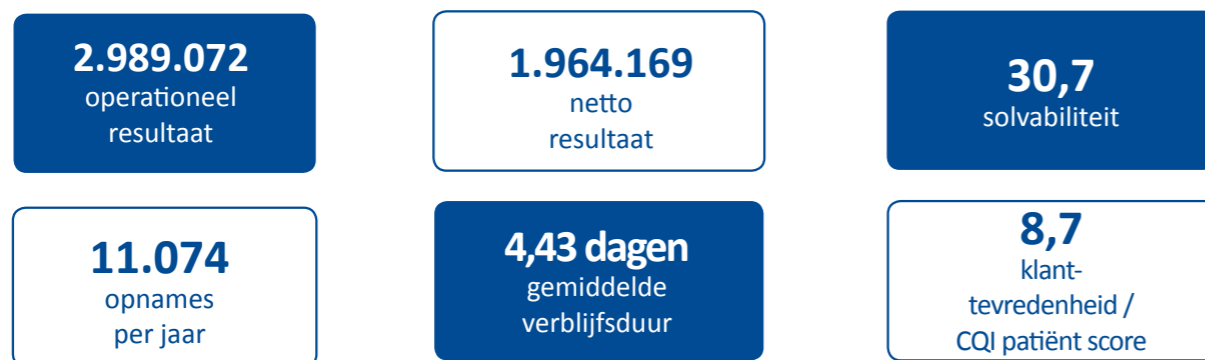 2.989.072
operationeel
resultaat
1.964.169
netto
resultaat
30,7
solvabiliteit
11.074
opnames
per jaar
4,43 dagen
gemiddelde
verblijfsduur
8,7
klant-
tevredenheid /
CQI patiënt score